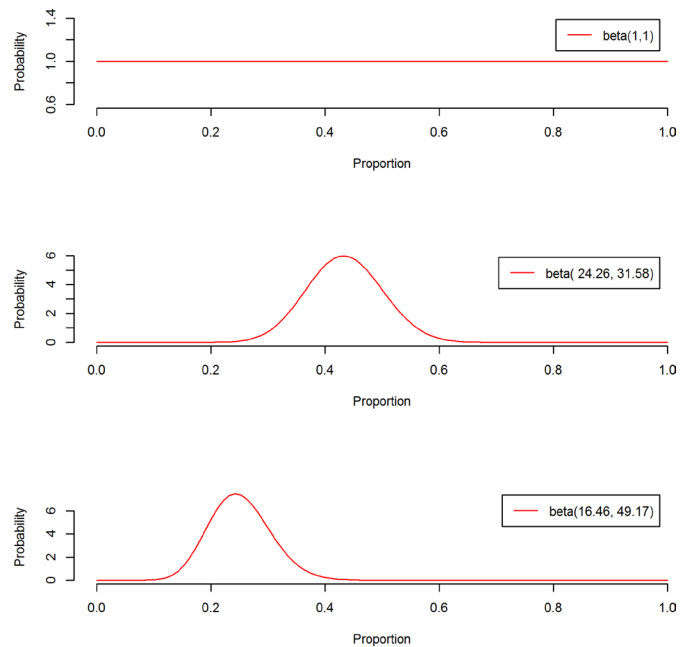 1.4
1.0
0.6
Probability
beta(1,1)
0.0 0.2 0.4 0.6 0.8 1.0
Proportion
6
4
2
0
Probability
beta( 24.26, 31.58)
0.0 0.2 0.4 0.6 0.8 1.0
Proportion
6
4
2
0
Probability
beta(16.46, 49.17)
0.0 0.2 0.4 0.6 0.8 1.0
Proportion